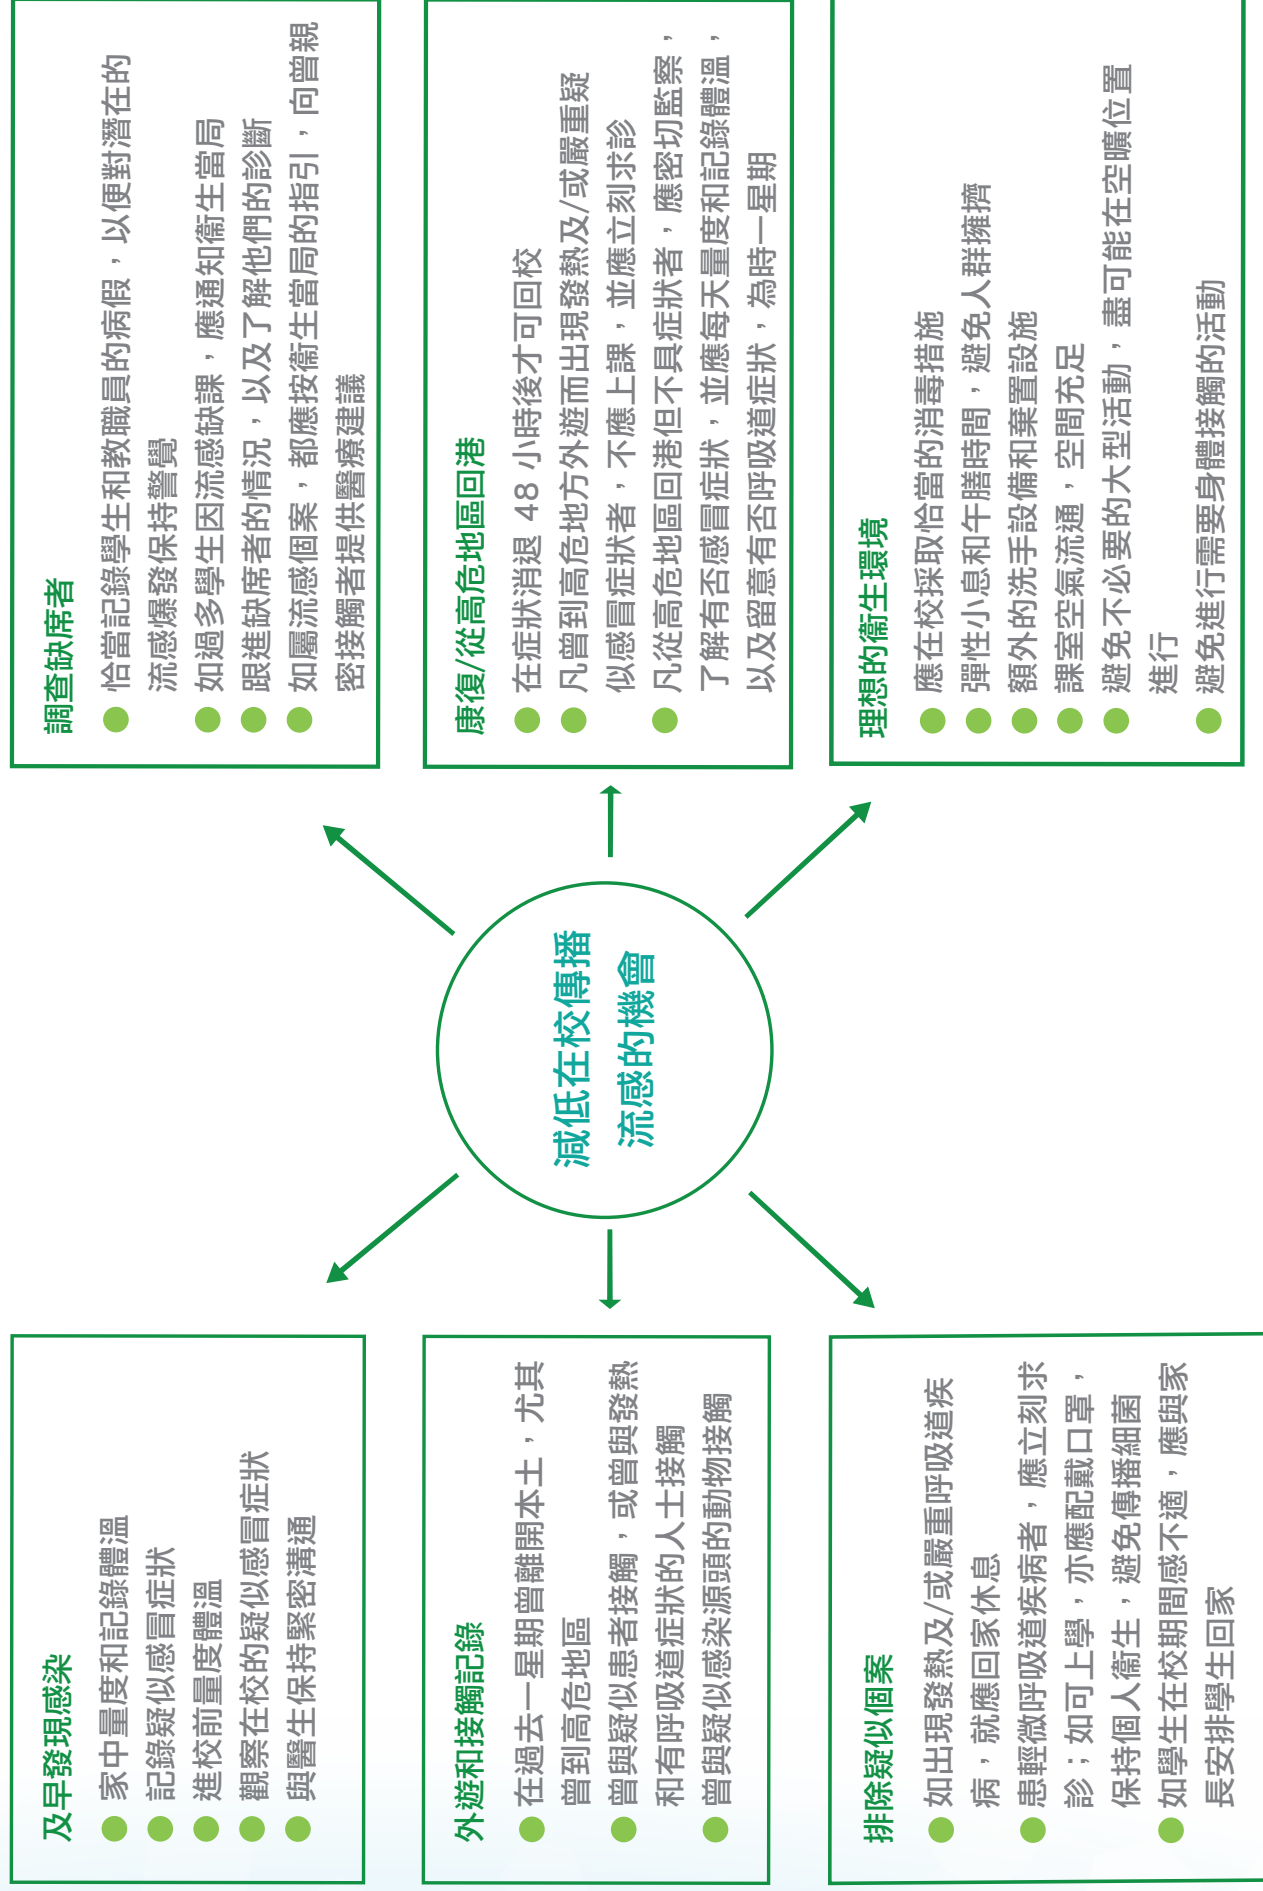 及早發現感染
家中量度和記錄體溫
記錄疑似感冒症狀
進校前量度體溫
觀察在校的疑似感冒症狀
與醫生保持緊密溝通
外遊和接觸記錄
在過去一星期曾離開本土，尤其
曾到高危地區
曾與疑似患者接觸，或曾與發熱
和有呼吸道症狀的人士接觸
曾與疑似感染源頭的動物接觸
排除疑似個案
如出現發熱及/或嚴重呼吸道疾
病，就應回家休息
患輕微呼吸道疾病者，應立刻求
診；如可上學，亦應配戴口罩，
保持個人衞生，避免傳播細菌
如學生在校期間感不適，應與家
長安排學生回家
減低在校傳播
流感的機會
調查缺席者
恰當記錄學生和教職員的病假，以便對潛在的
流感爆發保持警覺
如過多學生因流感缺課，應通知衞生當局
跟進缺席者的情況，以及了解他們的診斷
如屬流感個案，都應按衞生當局的指引，向曾親
密接觸者提供醫療建議
康復/從高危地區回港
在症狀消退 48 小時後才可回校
凡曾到高危地方外遊而出現發熱及/或嚴重疑
似感冒症狀者，不應上課，並應立刻求診
凡從高危地區回港但不具症狀者，應密切監察，
了解有否感冒症狀，並應每天量度和記錄體溫，
以及留意有否呼吸道症狀，為時一星期
理想的衞生環境
應在校採取恰當的消毒措施
彈性小息和午膳時間，避免人群擁擠
額外的洗手設備和棄置設施
課室空氣流通，空間充足
避免不必要的大型活動，盡可能在空曠位置
進行
避免進行需要身體接觸的活動